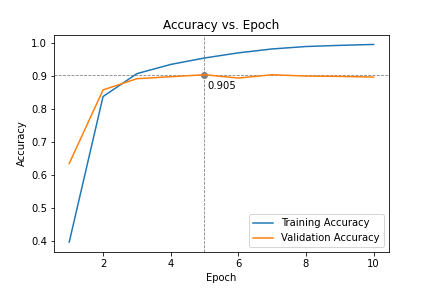 Accuracy vs. Epoch
1.0
0.9
0.8
0.7
0.6
0.5
0.4
Accuracy
0.905
Training Accuracy
Validation Accuracy
2 4 6 8 10
Epoch